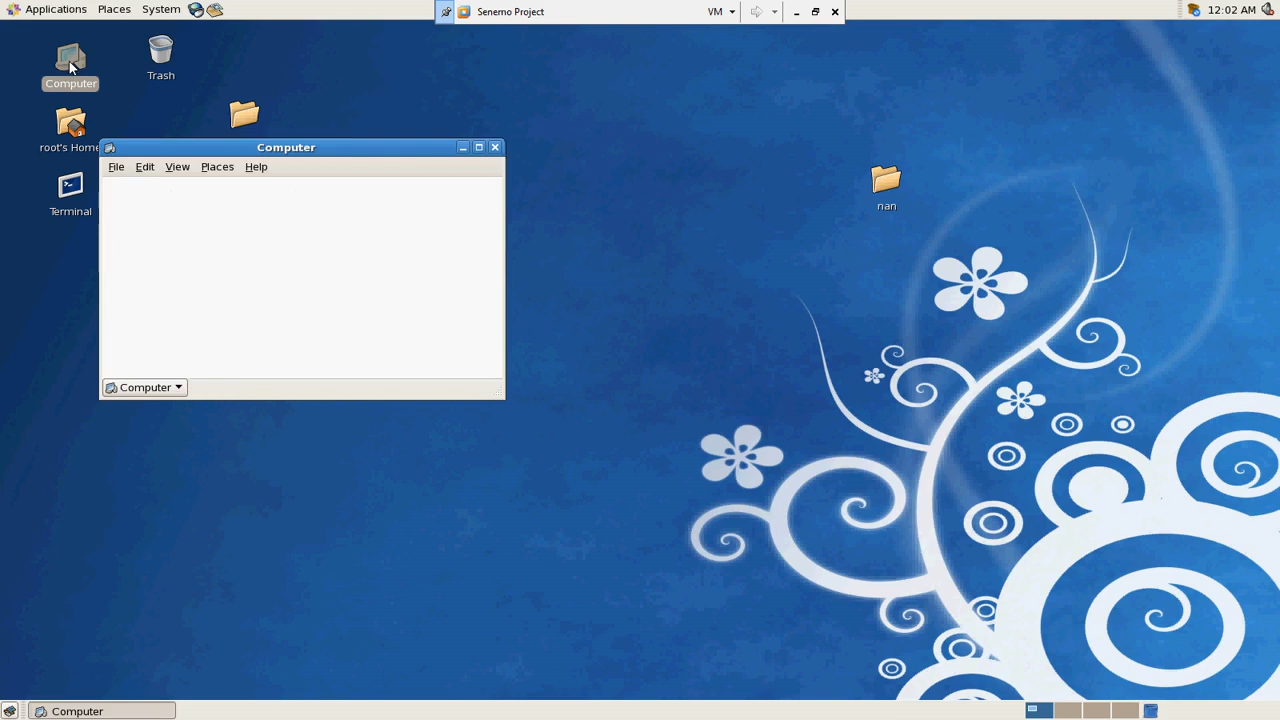 Applications Places System
Senemo Project
VM
12:02 AM
Computer
Trash
root's Home
Terminal
nan
Computer
File Edit View Places Help
Computer
Computer